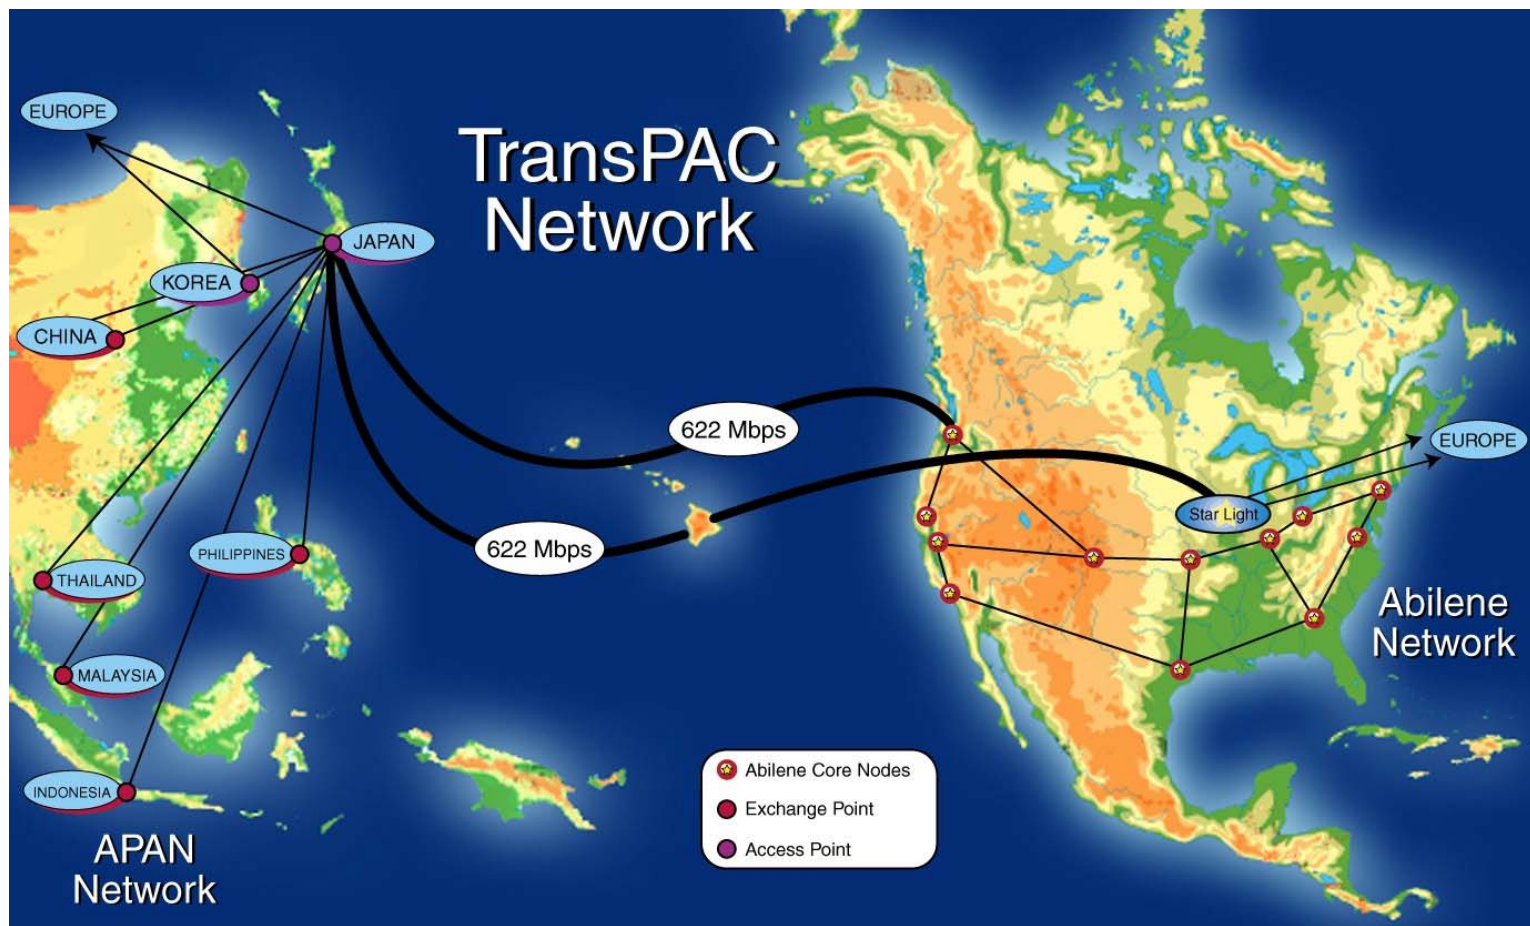 EUROPE
TransPAC
Network
JAPAN
KOREA
CHINA
622 Mbps
EUROPE
Star Light
622 Mbps
PHILIPPINES
THAILAND
Abilene
Network
MALAYSIA
INDONESIA
Abilene Core Nodes
Exchange Point
Access Point
APAN
Network